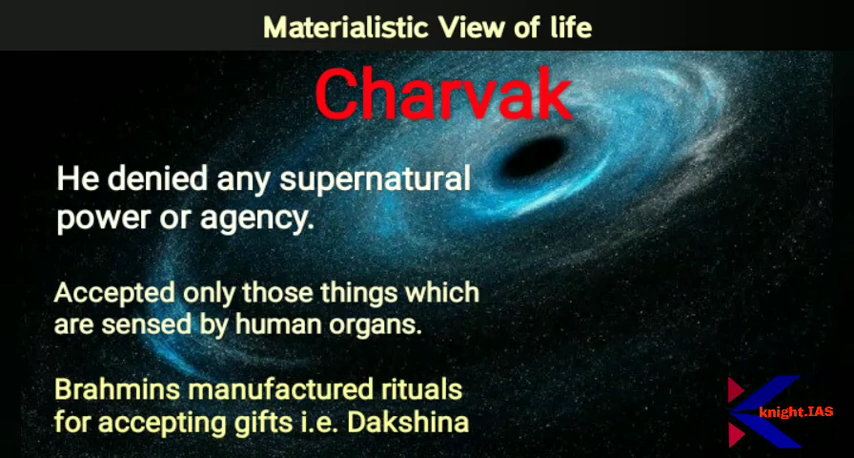 Materialistic View of life
Charvak
He denied any supernatural
power or agency.
Accepted only those things which
are sensed by human organs.
Brahmins manufactured rituals
for accepting gifts i.e. Dakshina
knight.IAS